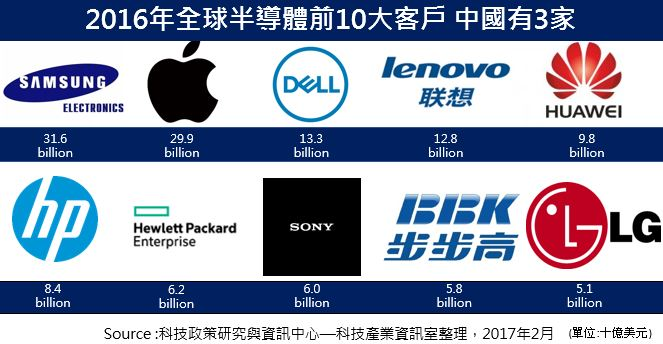 2016年全球半導體前10大客戶 中國有3家
SAMSUNG
ELECTRONICS
DELL
lenovo
联想
HUAWEI
31.6
billion
29.9
billion
13.3
billion
12.8
billion
9.8
billion
hp
Hewlett Packard
Enterprise
SONY
BBK
步步高
LG
8.4
billion
6.2
billion
6.0
billion
5.8
billion
5.1
billion
Source :科技政策研究與資訊中心—科技產業資訊室整理，2017年2月 (單位:十億美元)